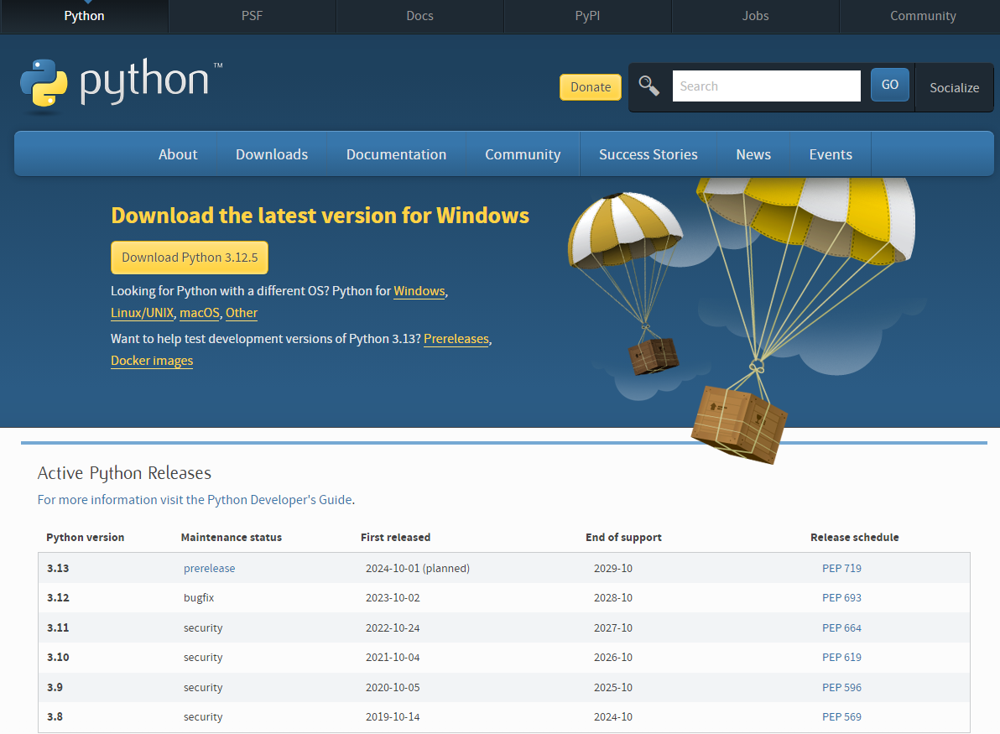 Python PSF Docs PyPI Jobs Community
python™
Donate Search GO Socialize
About Downloads Documentation Community Success Stories News Events
Download the latest version for Windows
Download Python 3.12.5
Looking for Python with a different OS? Python for Windows,
Linux/UNIX, macOS, Other
Want to help test development versions of Python 3.13? Prereleases,
Docker images
Active Python Releases
For more information visit the Python Developer's Guide.
Python version Maintenance status First released End of support Release schedule
3.13 prerelease 2024-10-01 (planned) 2029-10 PEP 719
3.12 bugfix 2023-10-02 2028-10 PEP 693
3.11 security 2022-10-24 2027-10 PEP 664
3.10 security 2021-10-04 2026-10 PEP 619
3.9 security 2020-10-05 2025-10 PEP 596
3.8 security 2019-10-14 2024-10 PEP 569